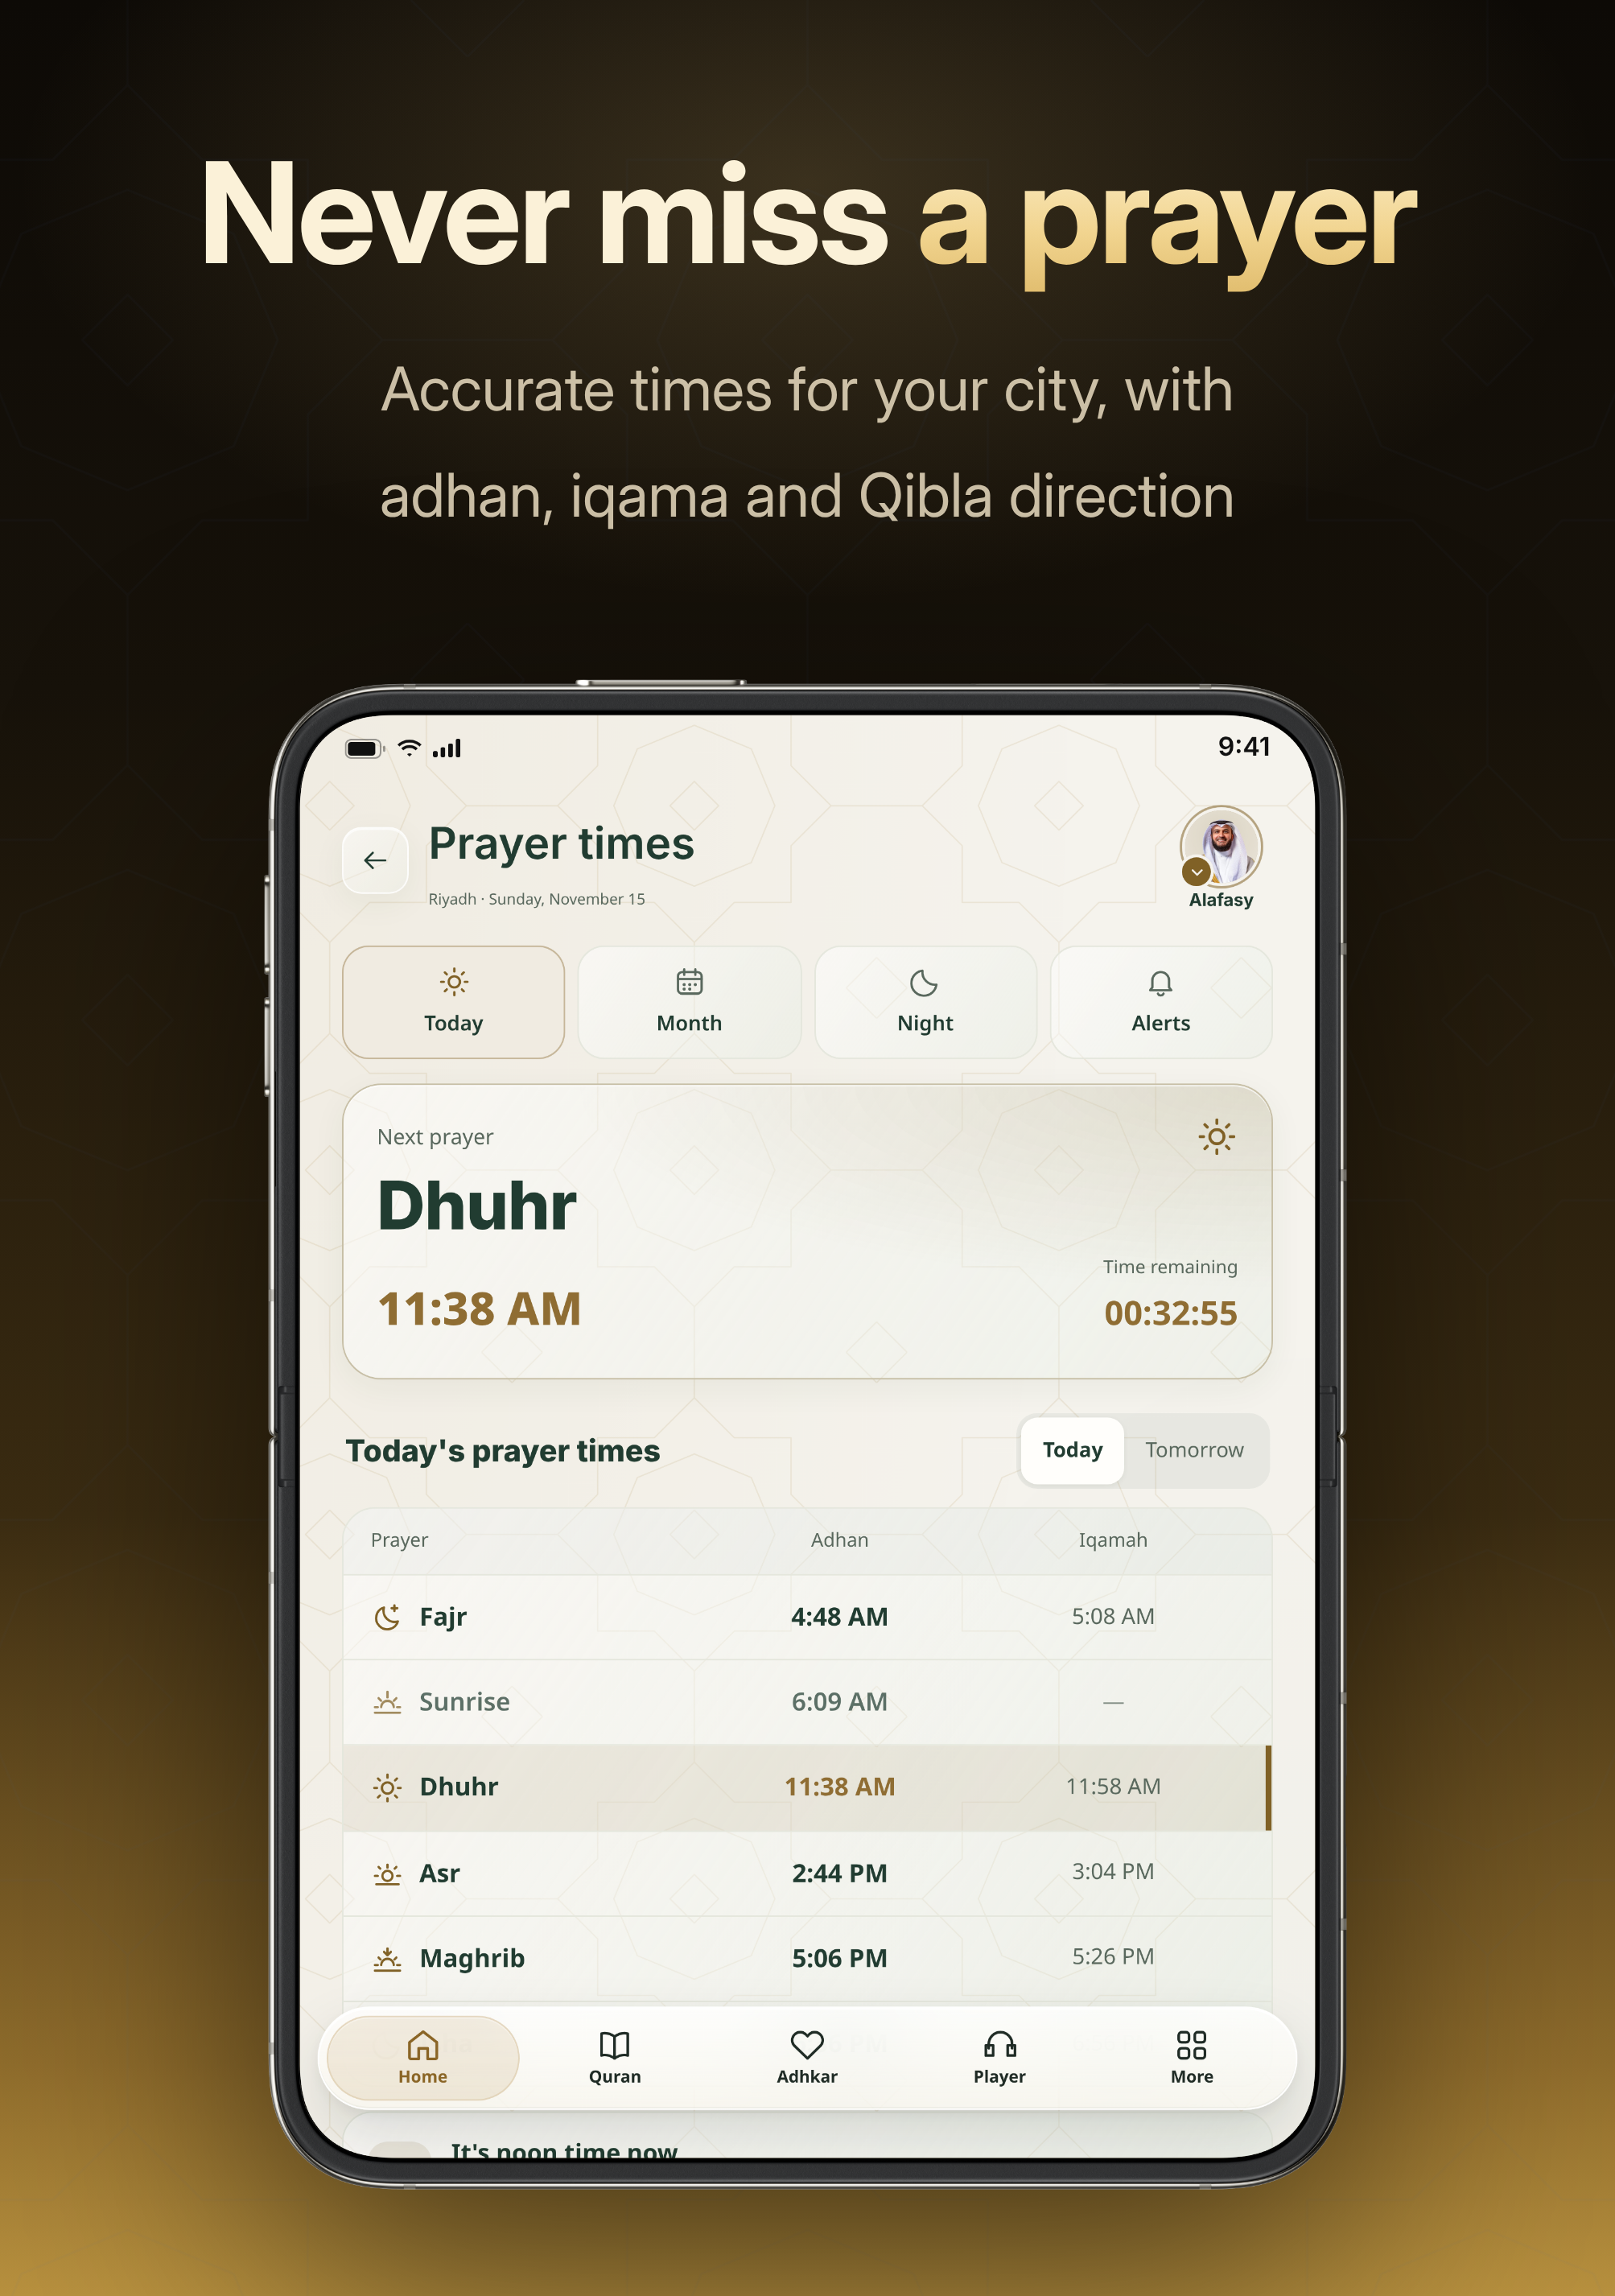 Never miss a prayer
Accurate times for your city, with
adhan, iqama and Qibla direction
9:41
Prayer times
Riyadh · Sunday, November 15
Alafasy
Today
Month
Night
Alerts
Next prayer
Dhuhr
11:38 AM
Time remaining
00:32:55
Today's prayer times
Today
Tomorrow
Prayer Adhan Iqamah
Fajr 4:48 AM 5:08 AM
Sunrise 6:09 AM —
Dhuhr 11:38 AM 11:58 AM
Asr 2:44 PM 3:04 PM
Maghrib 5:06 PM 5:26 PM
Home
Quran
Adhkar
Player
More
It's noon time now